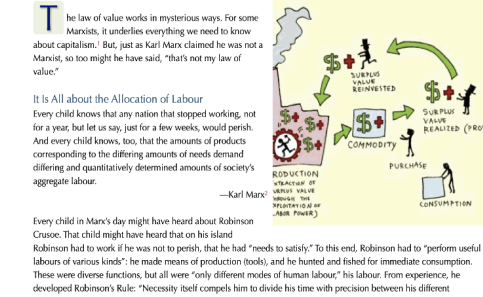 The law of value works in mysterious ways. For some
Marxists, it underlies everything we need to know
about capitalism.¹ But, just as Karl Marx claimed he was not a
Marxist, so too might he have said, “that’s not my law of
value.”
It Is All about the Allocation of Labour
Every child knows that any nation that stopped working, not
for a year, but let us say, just for a few weeks, would perish.
And every child knows, too, that the amounts of products
corresponding to the differing amounts of needs demand
differing and quantitatively determined amounts of society’s
aggregate labour.
—Karl Marx²
Every child in Marx’s day might have heard about Robinson
Crusoe. That child might have heard that on his island
Robinson had to work if he was not to perish, that he had “needs to satisfy.” To this end, Robinson had to “perform useful
labours of various kinds”: he made means of production (tools), and he hunted and fished for immediate consumption.
These were diverse functions, but all were “only different modes of human labour,” his labour. From experience, he
developed Robinson’s Rule: “Necessity itself compels him to divide his time with precision between his different
$+
SURPLUS
VALUE
REINVESTED
$+
SURPLUS
VALUE
REALIZED (PRO
$+
$+
$+
$+
COMMODITY
PURCHASE
CONSUMPTION
RODUCTION
XTRACTION OF
URPLUS VALUE
HROUGH THE
XPLOITATION OF
LABOR POWER)